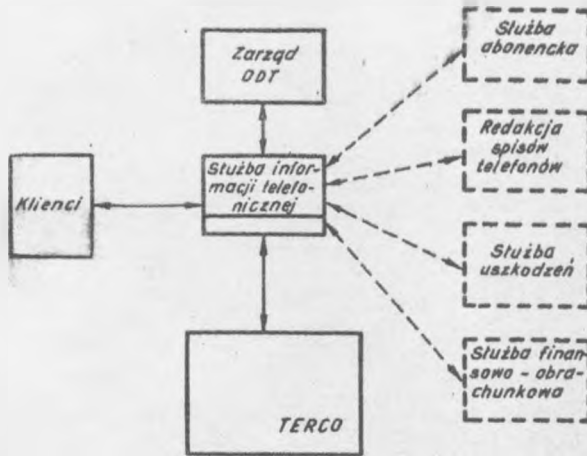 Zarząd
ODT
Klienci
Służba infor-
macji telefo-
nicznej
TERCO
Służba
abonencka
Redakcja
spisów
telefonów
Służba
uszkodzeń
Służba finan-
sowo - obra-
chunkowa